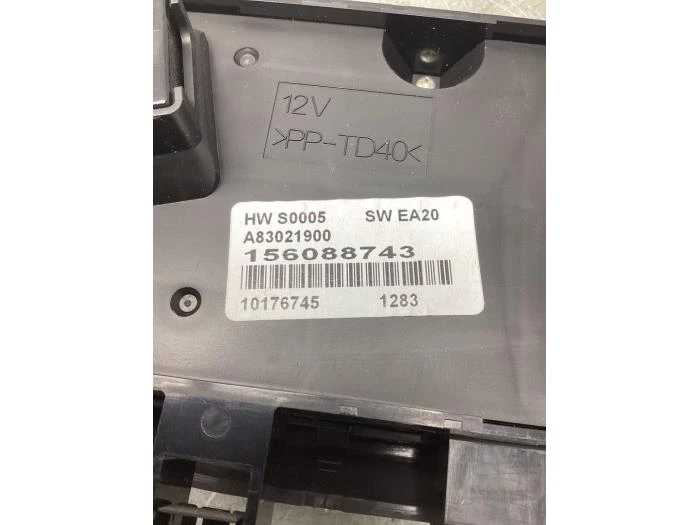 12V
>PP-TD40<
HW S0005 SW EA20
A83021900
156088743
10176745 1283